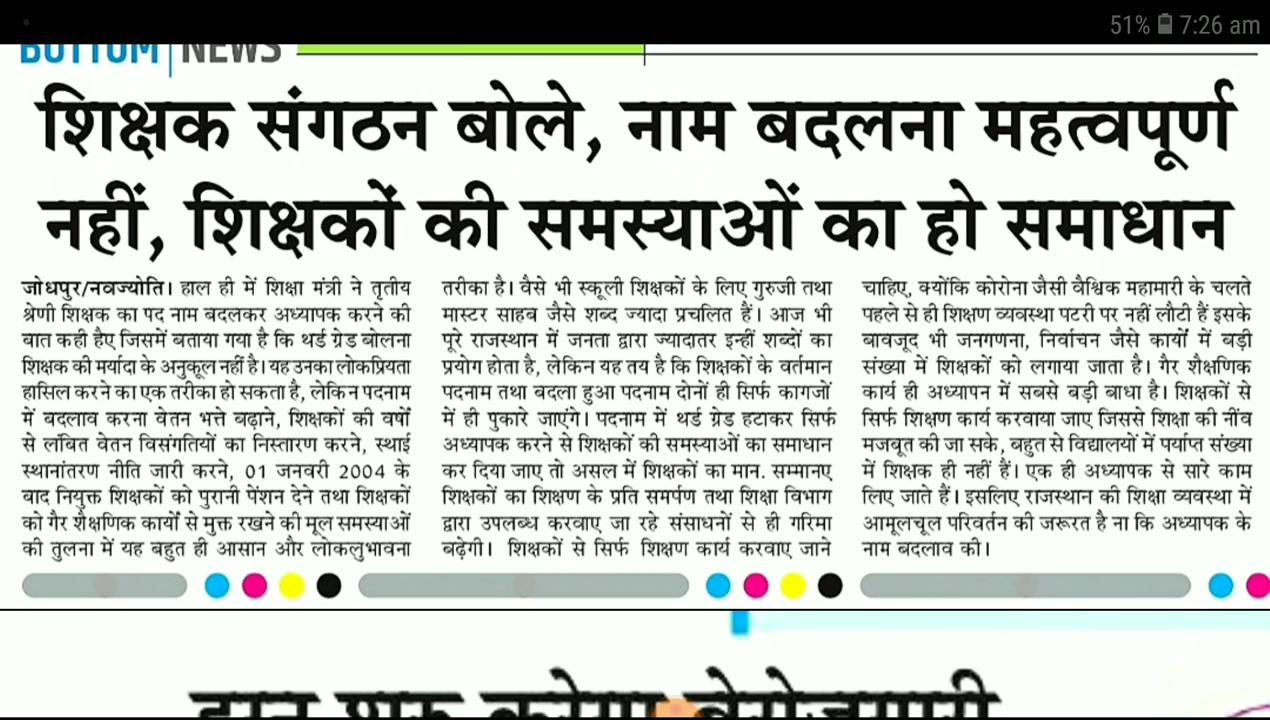 51% 7:26 am
BOTTOM NEWS
शिक्षक संगठन बोले, नाम बदलना महत्वपूर्ण
नहीं, शिक्षकों की समस्याओं का हो समाधान
जोधपुर/नवज्योति। हाल ही में शिक्षा मंत्री ने तृतीय
श्रेणी शिक्षक का पद नाम बदलकर अध्यापक करने की
बात कही हैए जिसमें बताया गया है कि थर्ड ग्रेड बोलना
शिक्षक की मर्यादा के अनुकूल नहीं है। यह उनका लोकप्रियता
हासिल करने का एक तरीका हो सकता है, लेकिन पदनाम
में बदलाव करना वेतन भत्ते बढ़ाने, शिक्षकों की वर्षों
से लंबित वेतन विसंगतियों का निस्तारण करने, स्थाई
स्थानांतरण नीति जारी करने, 01 जनवरी 2004 के
बाद नियुक्त शिक्षकों को पुरानी पेंशन देने तथा शिक्षकों
को गैर शैक्षणिक कार्यों से मुक्त रखने की मूल समस्याओं
की तुलना में यह बहुत ही आसान और लोकलुभावना
तरीका है। वैसे भी स्कूली शिक्षकों के लिए गुरुजी तथा
मास्टर साहब जैसे शब्द ज्यादा प्रचलित हैं। आज भी
पूरे राजस्थान में जनता द्वारा ज्यादातर इन्हीं शब्दों का
प्रयोग होता है, लेकिन यह तय है कि शिक्षकों के वर्तमान
पदनाम तथा बदला हुआ पदनाम दोनों ही सिर्फ कागजों
में ही पुकारे जाएंगे। पदनाम में थर्ड ग्रेड हटाकर सिर्फ
अध्यापक करने से शिक्षकों की समस्याओं का समाधान
कर दिया जाए तो असल में शिक्षकों का मान. सम्मानए
शिक्षकों का शिक्षण के प्रति समर्पण तथा शिक्षा विभाग
द्वारा उपलब्ध करवाए जा रहे संसाधनों से ही गरिमा
बढ़ेगी। शिक्षकों से सिर्फ शिक्षण कार्य करवाए जाने
चाहिए, क्योंकि कोरोना जैसी वैश्विक महामारी के चलते
पहले से ही शिक्षण व्यवस्था पटरी पर नहीं लौटी हैं इसके
बावजूद भी जनगणना, निर्वाचन जैसे कार्यों में बड़ी
संख्या में शिक्षकों को लगाया जाता है। गैर शैक्षणिक
कार्य ही अध्यापन में सबसे बड़ी बाधा है। शिक्षकों से
सिर्फ शिक्षण कार्य करवाया जाए जिससे शिक्षा की नींव
मजबूत की जा सके, बहुत से विद्यालयों में पर्याप्त संख्या
में शिक्षक ही नहीं हैं। एक ही अध्यापक से सारे काम
लिए जाते हैं। इसलिए राजस्थान की शिक्षा व्यवस्था में
आमूलचूल परिवर्तन की जरूरत है ना कि अध्यापक के
नाम बदलाव की।